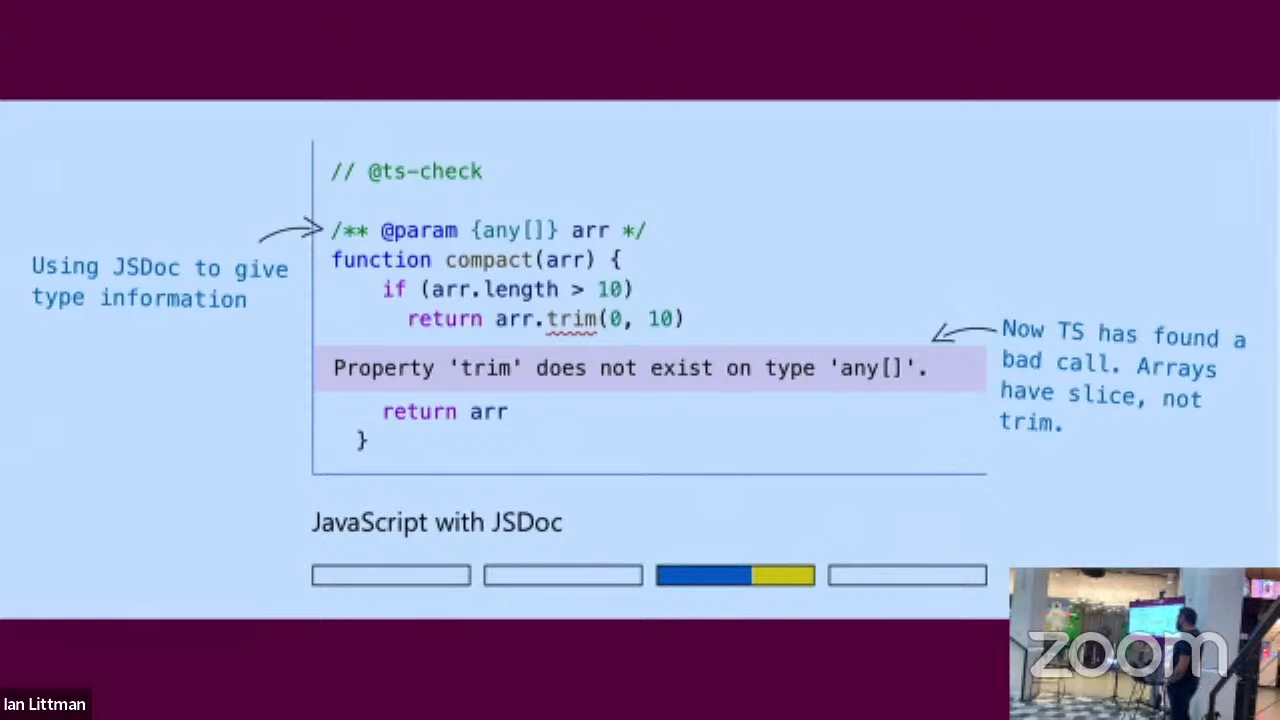 // @ts-check
/** @param {any[]} arr */
function compact(arr) {
if (arr.length > 10)
return arr.trim(0, 10)
Property 'trim' does not exist on type 'any[]'.
return arr
}
Using JSDoc to give
type information
Now TS has found a
bad call. Arrays
have slice, not
trim.
JavaScript with JSDoc
zoom
Ian Littman